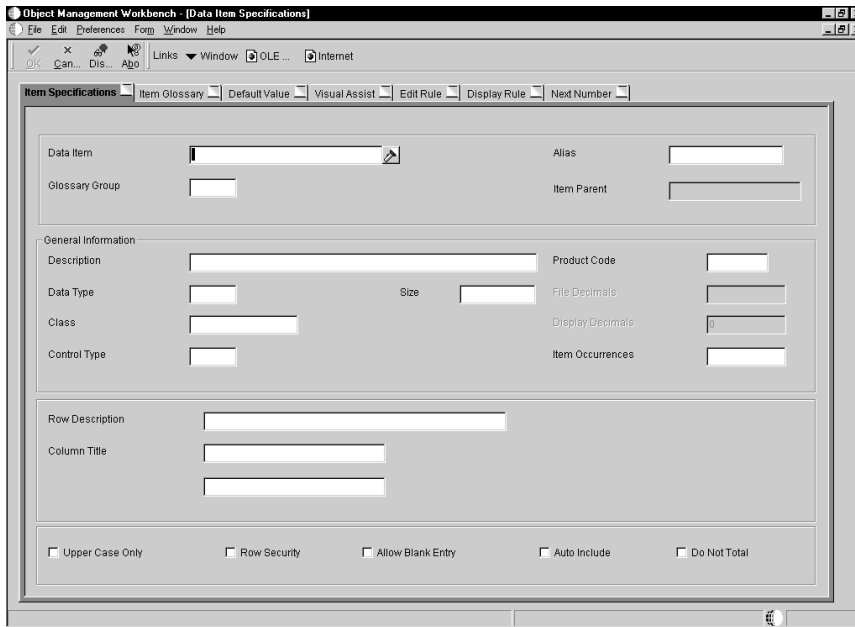 Object Management Workbench - [Data Item Specifications]
File Edit Preferences Form Window Help
OK Can... Dis... Abo Links Window OLE ... Internet
Item Specifications Item Glossary Default Value Visual Assist Edit Rule Display Rule Next Number
Data Item Alias
Glossary Group Item Parent
General Information
Description Product Code
Data Type Size File Decimals
Class Display Decimals 0
Control Type Item Occurrences
Row Description
Column Title
Upper Case Only Row Security Allow Blank Entry Auto Include Do Not Total